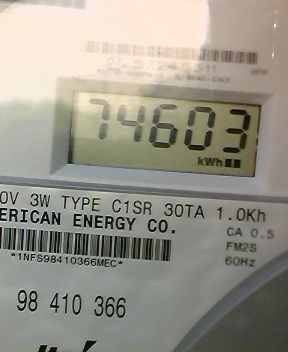 74603
kWh
0V 3W TYPE C1SR 30TA 1.0Kh
ERICAN ENERGY CO.
CA 0.5
FM2S
60Hz
*1NFS98410366MEC*
98 410 366